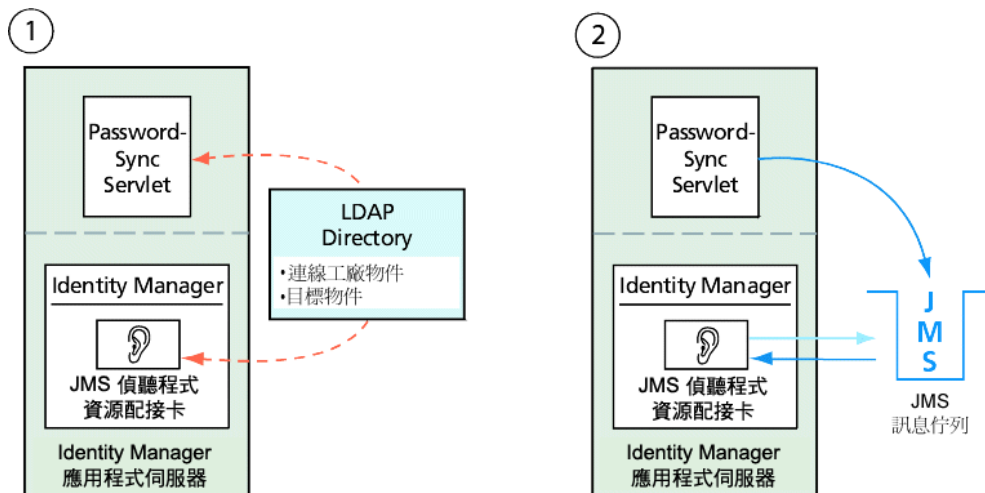 1
Password-
Sync
Servlet
LDAP
Directory
•連線工廠物件
•目標物件
Identity Manager
JMS 偵聽程式
資源配接卡
Identity Manager
應用程式伺服器
2
Password-
Sync
Servlet
Identity Manager
JMS 偵聽程式
資源配接卡
Identity Manager
應用程式伺服器
J
M
S
JMS
訊息佇列